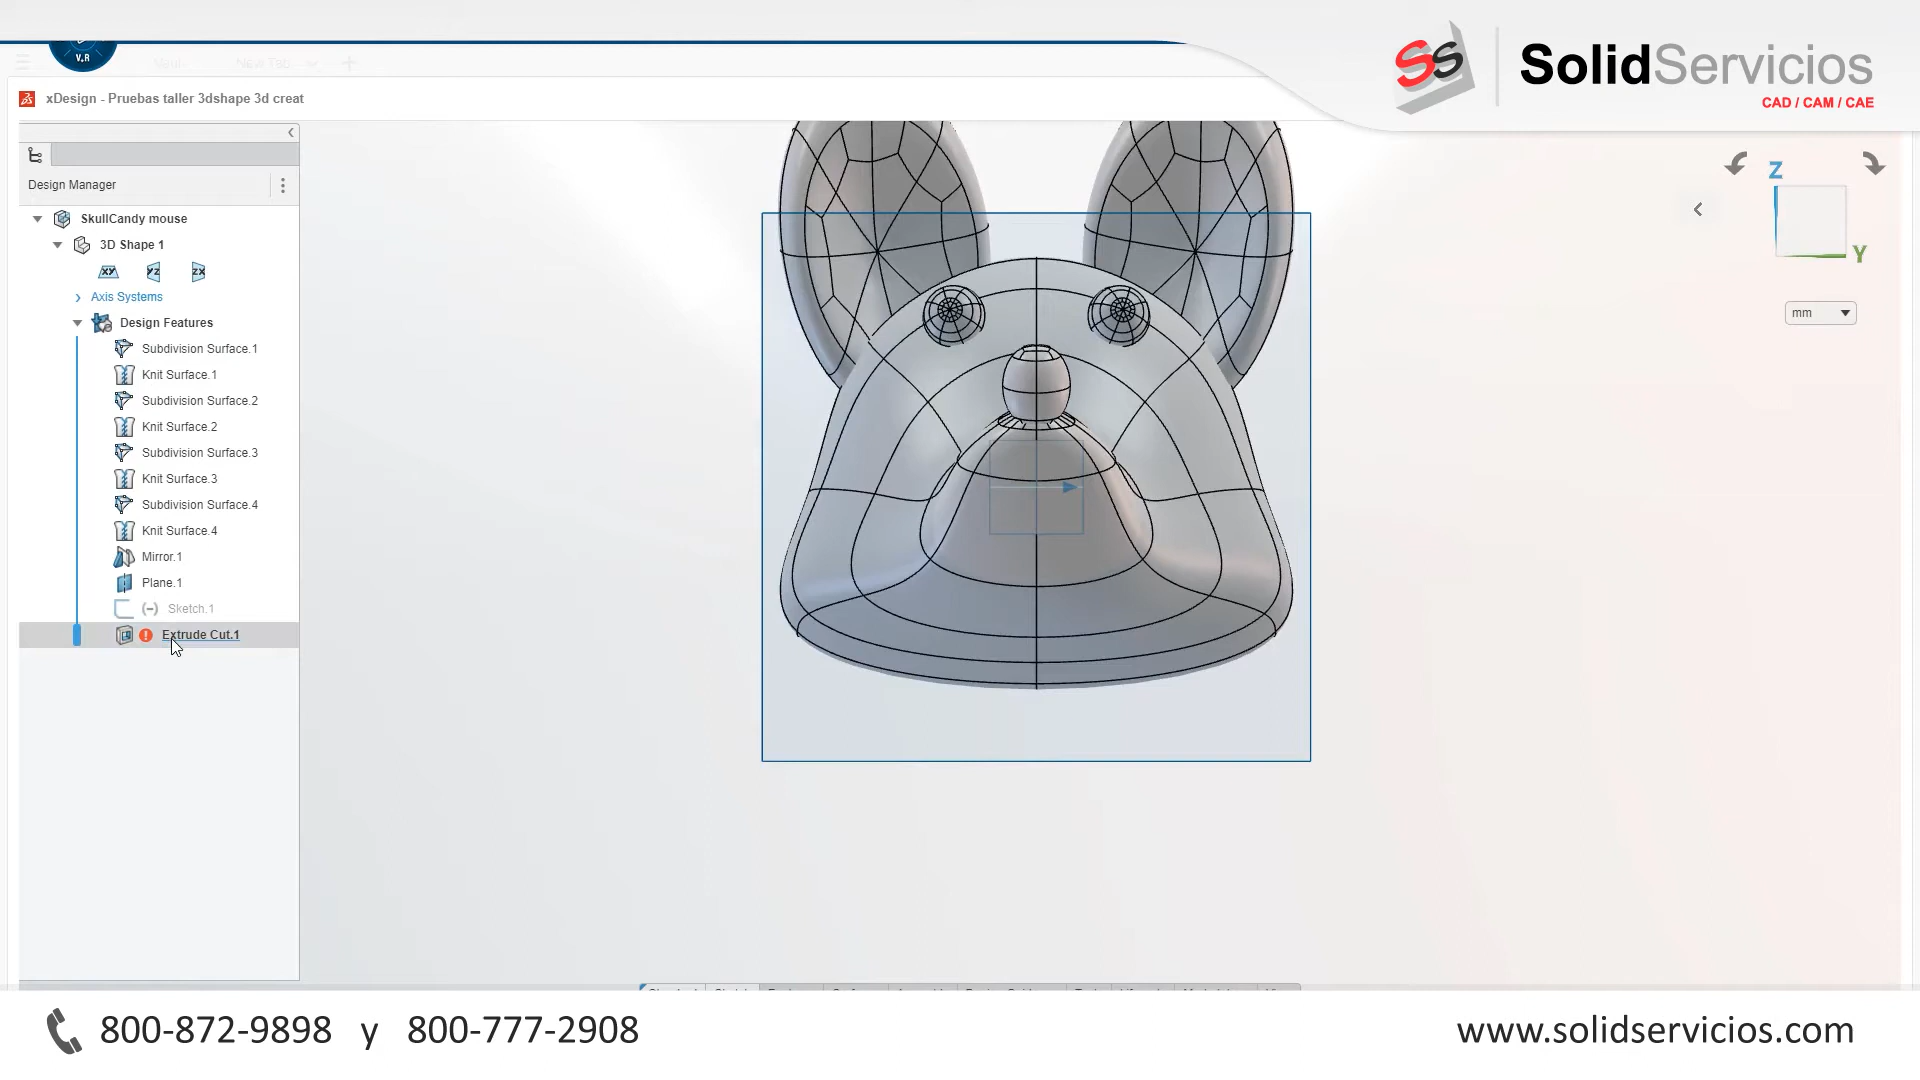 SS
SolidServicios
CAD / CAM / CAE
V.R
New Tab
xDesign - Pruebas taller 3dshape 3d creat
Design Manager
SkullCandy mouse
3D Shape 1
XY YZ ZX
Axis Systems
Design Features
Subdivision Surface.1
Knit Surface.1
Subdivision Surface.2
Knit Surface.2
Subdivision Surface.3
Knit Surface.3
Subdivision Surface.4
Knit Surface.4
Mirror.1
Plane.1
(-) Sketch.1
Extrude Cut.1
Z
Y
mm
800-872-9898 y 800-777-2908
www.solidservicios.com